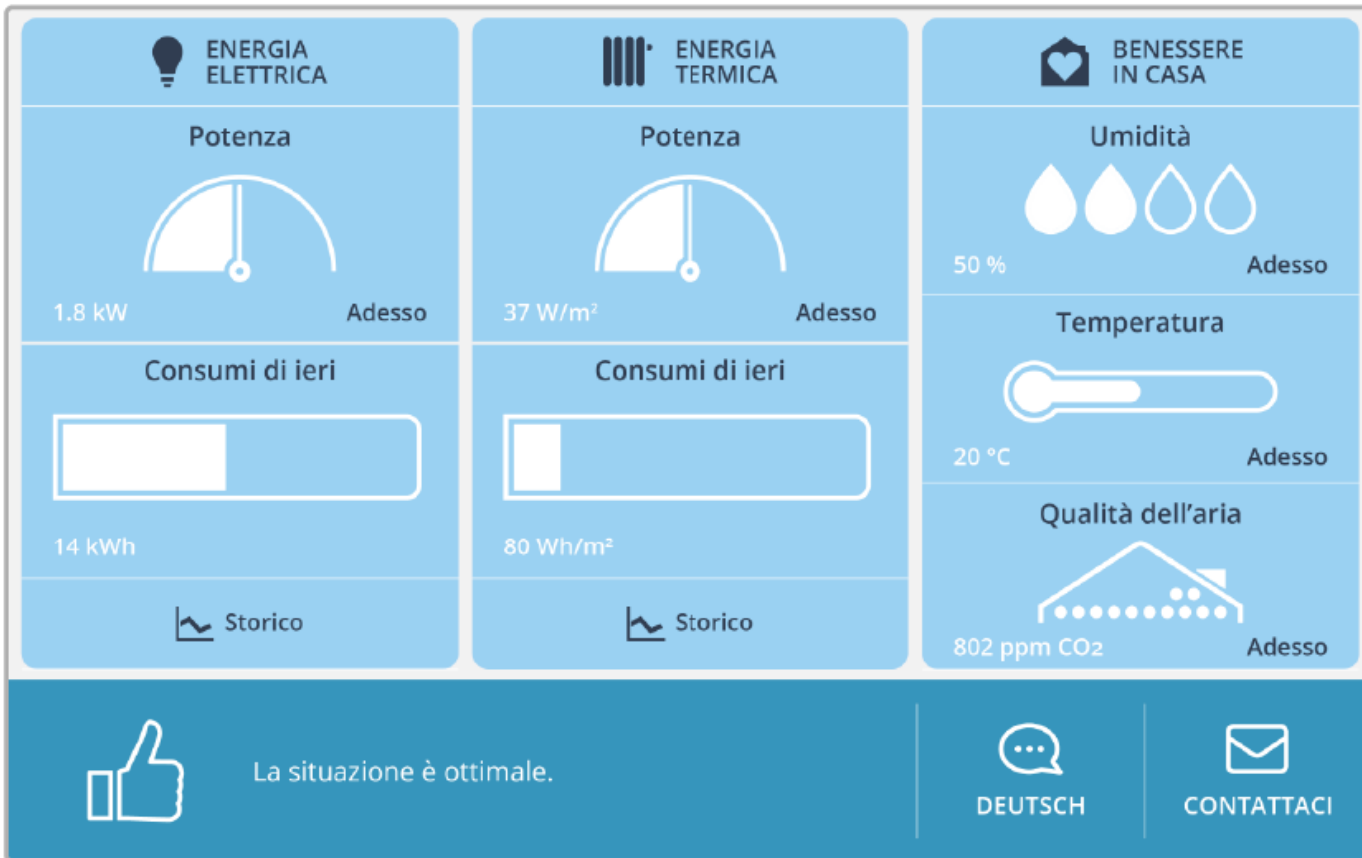 ENERGIA
ELETTRICA
Potenza
1.8 kW
Adesso
Consumi di ieri
14 kWh
Storico
ENERGIA
TERMICA
Potenza
37 W/m²
Adesso
Consumi di ieri
80 Wh/m²
Storico
BENESSERE
IN CASA
Umidità
50 %
Adesso
Temperatura
20 °C
Adesso
Qualità dell’aria
802 ppm CO2
Adesso
La situazione è ottimale.
DEUTSCH
CONTATTACI